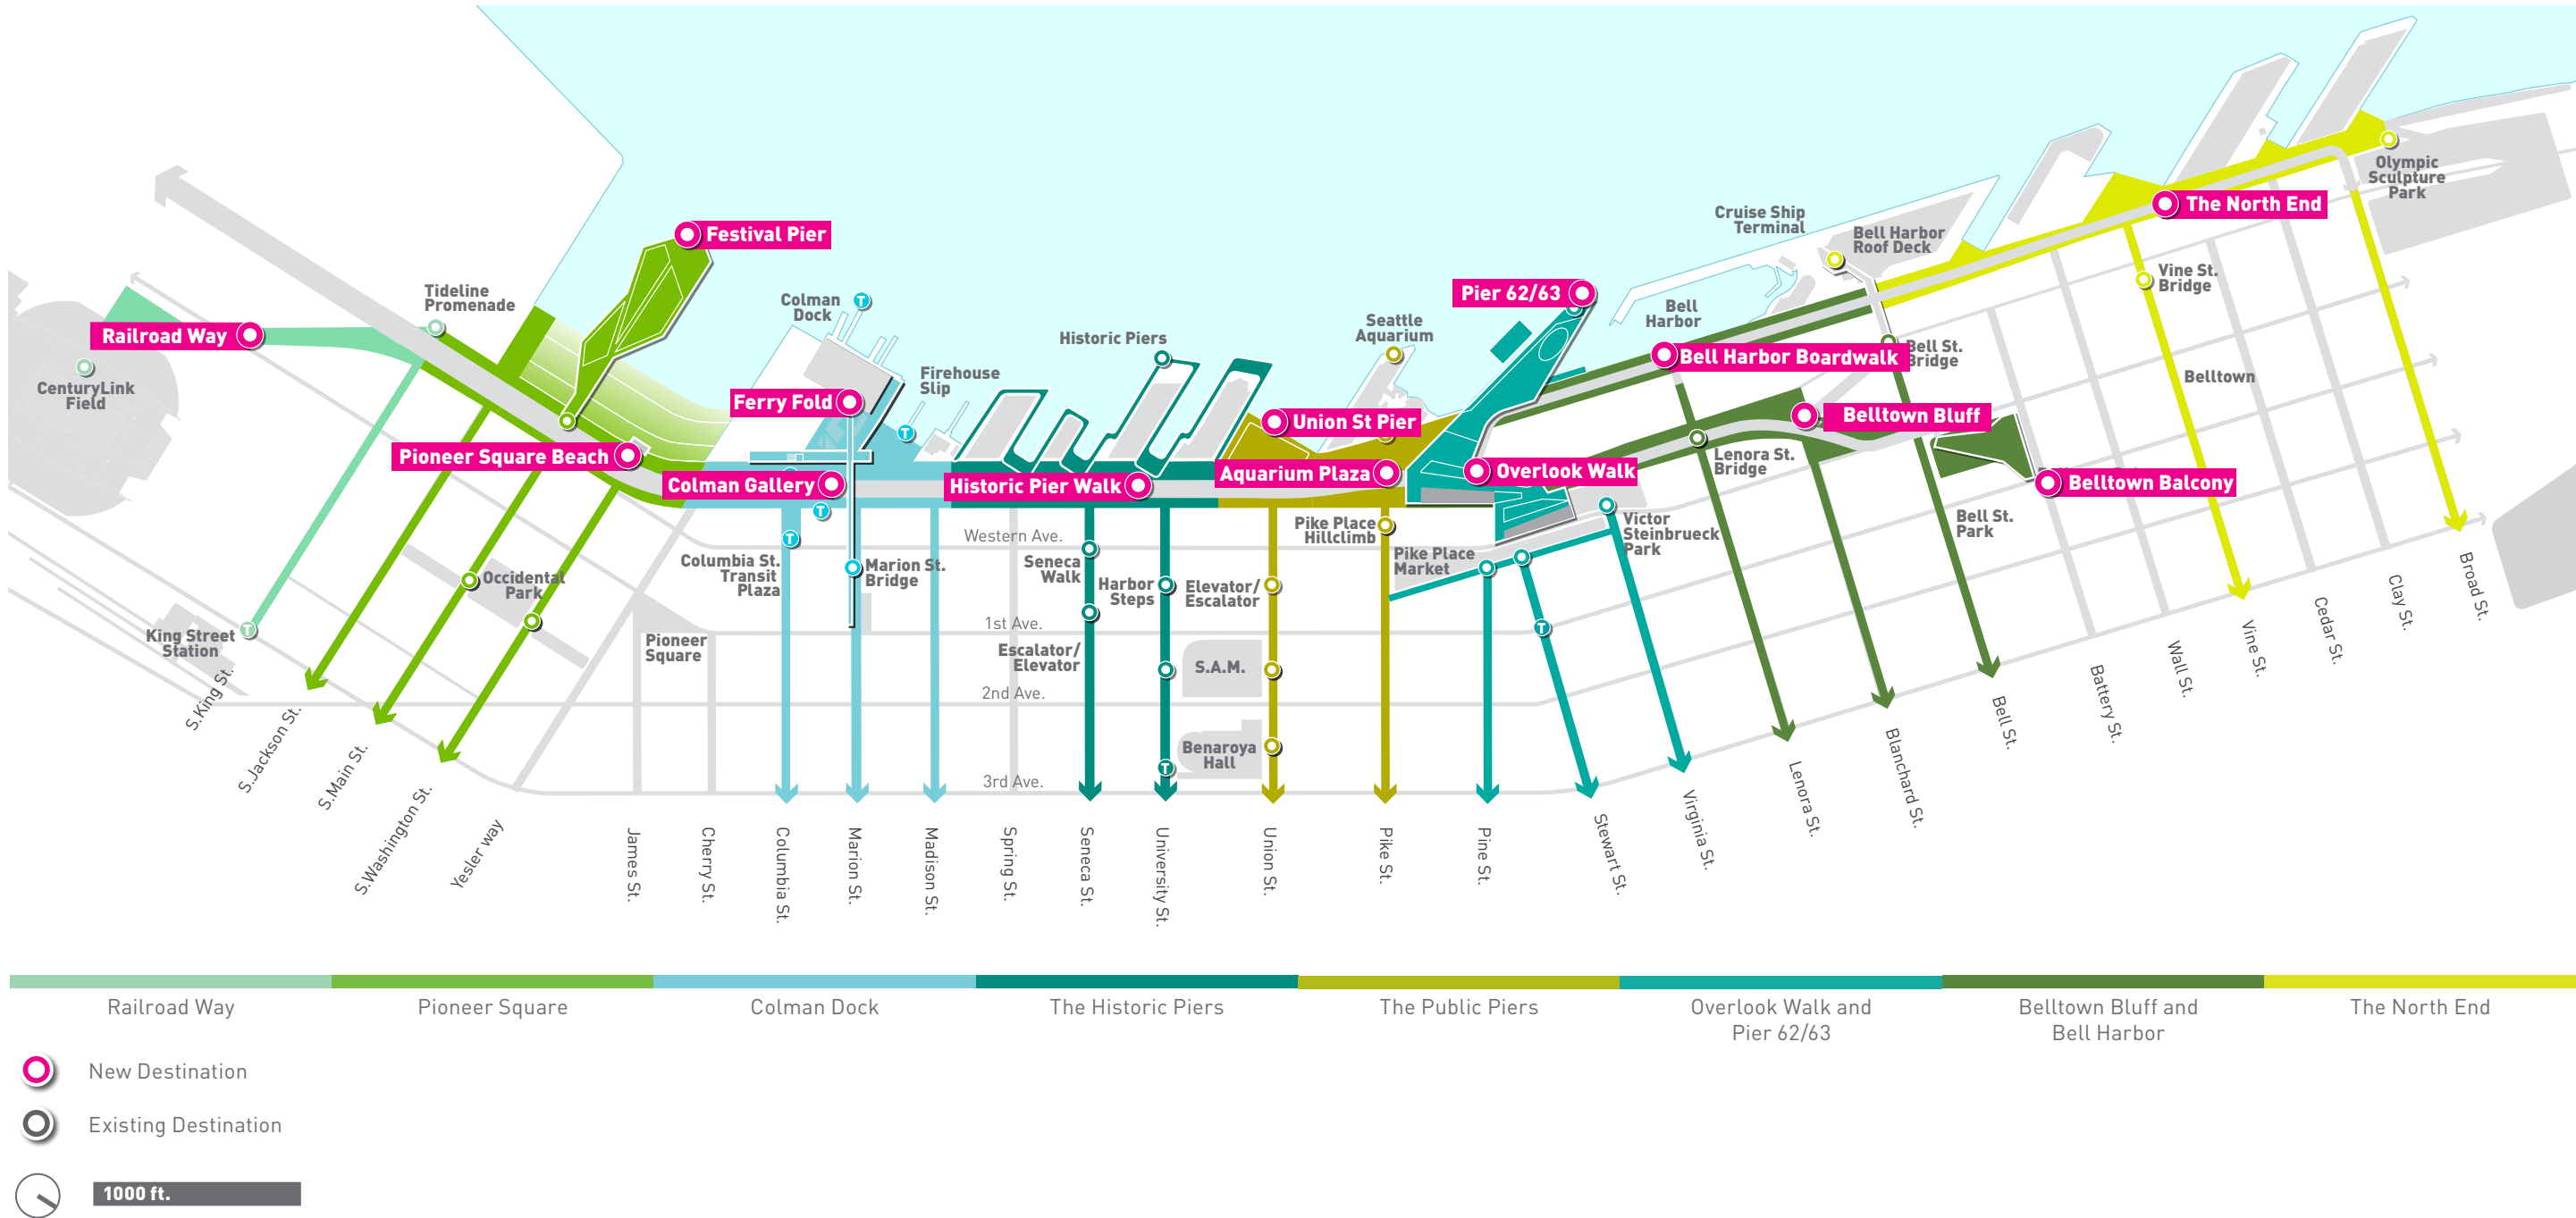 Festival Pier
Railroad Way
Tideline
Promenade
CenturyLink
Field
Pioneer Square Beach
King Street
Station
Occidental
Park
Pioneer
Square
Colman
Dock
Ferry Fold
Firehouse
Slip
Colman Gallery
Columbia St.
Transit
Plaza
Marion St.
Bridge
Historic Piers
Historic Pier Walk
Western Ave.
Seneca
Walk
Harbor
Steps
Elevator/
Escalator
1st Ave.
Escalator/
Elevator
S.A.M.
2nd Ave.
Benaroya
Hall
3rd Ave.
Seattle
Aquarium
Union St Pier
Aquarium Plaza
Pike Place
Hillclimb
Pike Place
Market
Pier 62/63
Overlook Walk
Victor
Steinbrueck
Park
Cruise Ship
Terminal
Bell Harbor
Roof Deck
Bell
Harbor
Bell Harbor Boardwalk
Bell St.
Bridge
Belltown Bluff
Lenora St.
Bridge
Belltown Balcony
Bell St.
Park
The North End
Vine St.
Bridge
Belltown
Olympic
Sculpture
Park
S.King St.
S.Jackson St.
S.Main St.
S.Washington St.
Yesler way
James St.
Cherry St.
Columbia St.
Marion St.
Madison St.
Spring St.
Seneca St.
University St.
Union St.
Pike St.
Pine St.
Stewart St.
Virginia St.
Lenora St.
Blanchard St.
Bell St.
Battery St.
Wall St.
Vine St.
Cedar St.
Clay St.
Broad St.
T
T
T
T
T
T
T
Railroad Way
Pioneer Square
Colman Dock
The Historic Piers
The Public Piers
Overlook Walk and
Pier 62/63
Belltown Bluff and
Bell Harbor
The North End
New Destination
Existing Destination
1000 ft.